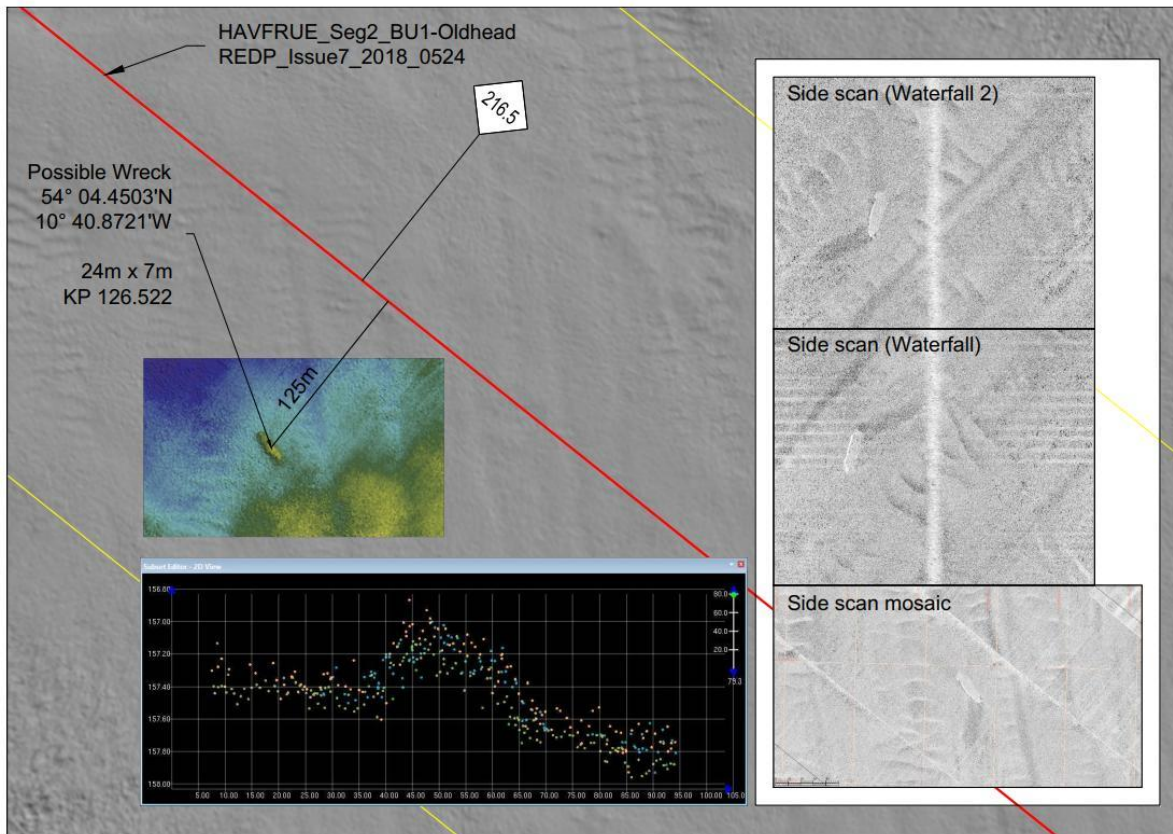 HAVFRUE_Seg2_BU1-Oldhead
REDP_Issue7_2018_0524
216.5
Possible Wreck
54° 04.4503'N
10° 40.8721'W
24m x 7m
KP 126.522
125m
Side scan (Waterfall 2)
Side scan (Waterfall)
Side scan mosaic
Subset Editor - 2D View
156.80
157.00
157.20
157.40
157.60
157.80
158.00
5.00 10.00 15.00 20.00 25.00 30.00 35.00 40.00 45.00 50.00 55.00 60.00 65.00 70.00 75.00 80.00 85.00 90.00 95.00 100.00 105.0
80.0
60.0
40.0
20.0
79.3